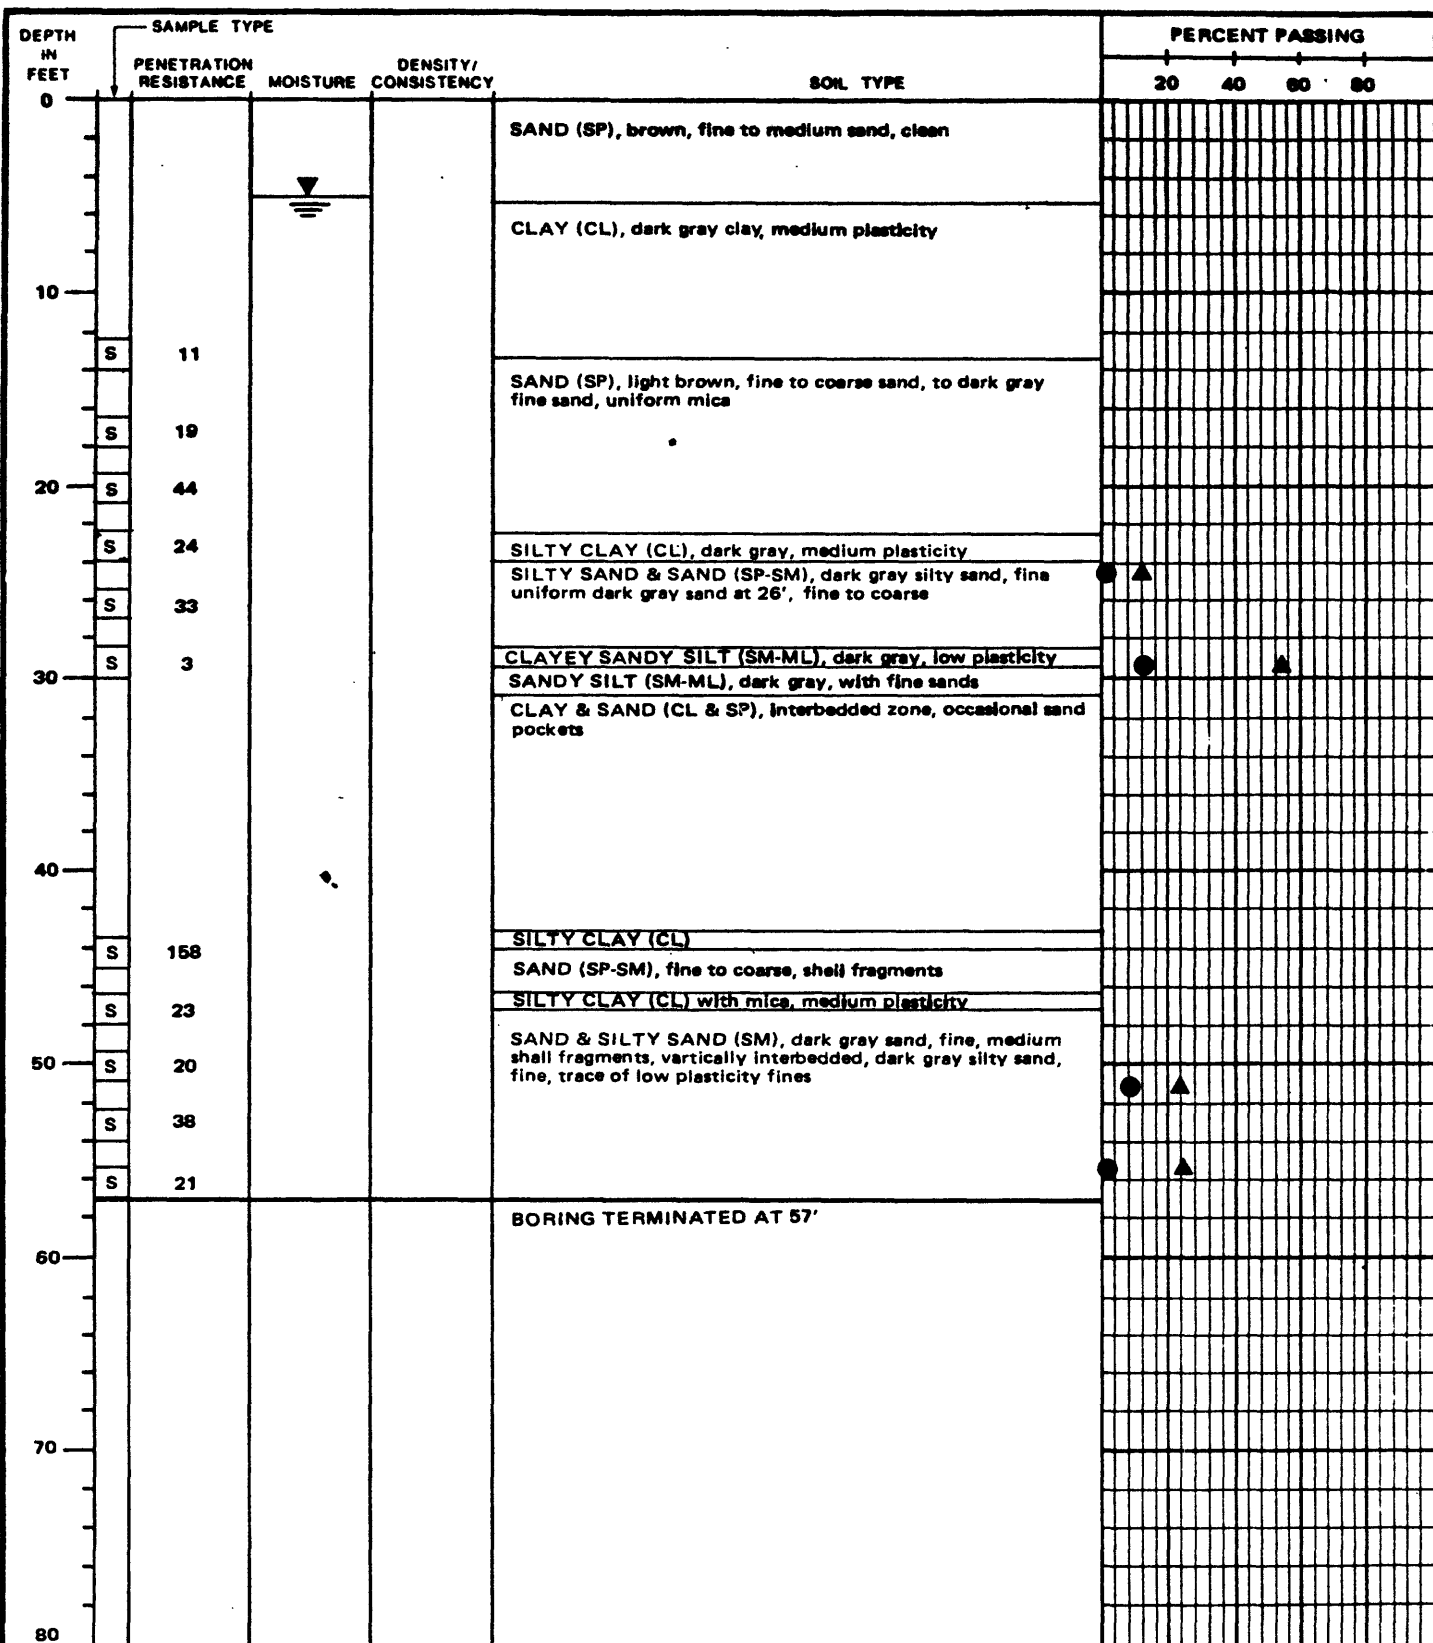 SAMPLE TYPE
DEPTH IN FEET
PENETRATION RESISTANCE
MOISTURE
DENSITY/ CONSISTENCY
SOIL TYPE
PERCENT PASSING
20 40 60 80
0
SAND (SP), brown, fine to medium sand, clean
CLAY (CL), dark gray clay, medium plasticity
10
S 11
SAND (SP), light brown, fine to coarse sand, to dark gray
fine sand, uniform mica
S 19
20 S 44
S 24
SILTY CLAY (CL), dark gray, medium plasticity
SILTY SAND & SAND (SP-SM), dark gray silty sand, fine
uniform dark gray sand at 26', fine to coarse
S 33
CLAYEY SANDY SILT (SM-ML), dark gray, low plasticity
S 3
30
SANDY SILT (SM-ML), dark gray, with fine sands
CLAY & SAND (CL & SP), interbedded zone, occasional sand
pockets
40
SILTY CLAY (CL)
S 158
SAND (SP-SM), fine to coarse, shell fragments
SILTY CLAY (CL) with mica, medium plasticity
S 23
SAND & SILTY SAND (SM), dark gray sand, fine, medium
shall fragments, vartically interbedded, dark gray silty sand,
fine, trace of low plasticity fines
50 S 20
S 38
S 21
BORING TERMINATED AT 57'
60
70
80